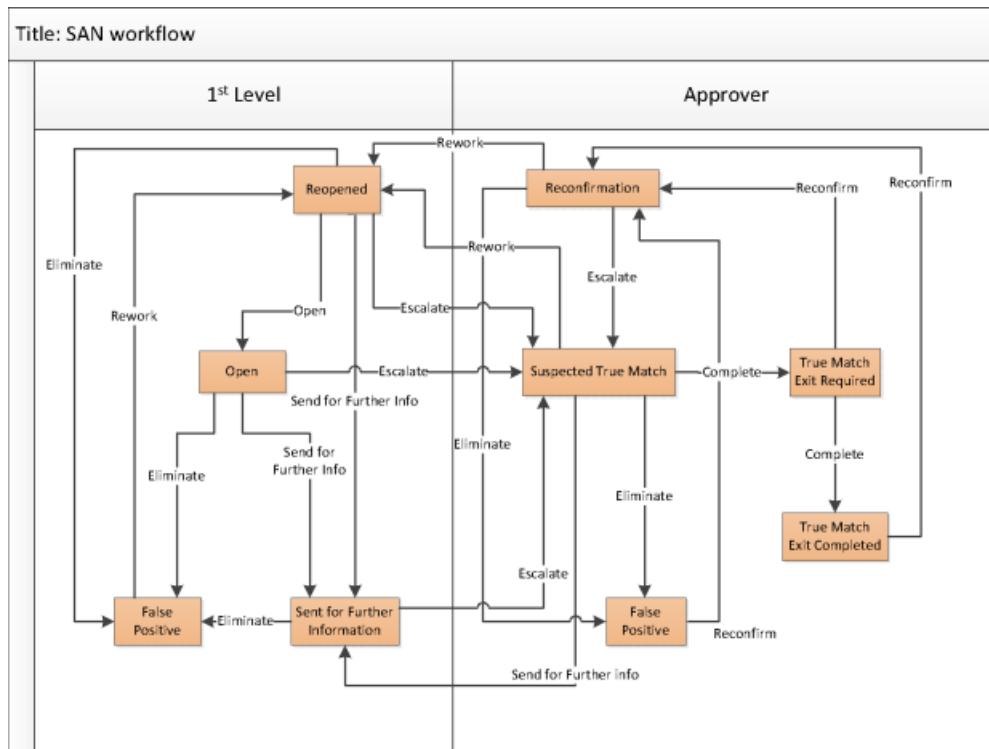 Title: SAN workflow
1st Level
Approver
Rework
Reopened
Reconfirmation
Reconfirm
Reconfirm
Rework
Eliminate
Escalate
Rework
Open
Escalate
Open
Escalate
Suspected True Match
Complete
True Match
Exit Required
Send for Further Info
Eliminate
Send for
Further Info
Eliminate
Complete
Eliminate
True Match
Exit Completed
Escalate
False
Positive
Eliminate
Sent for Further
Information
False
Positive
Reconfirm
Send for Further info